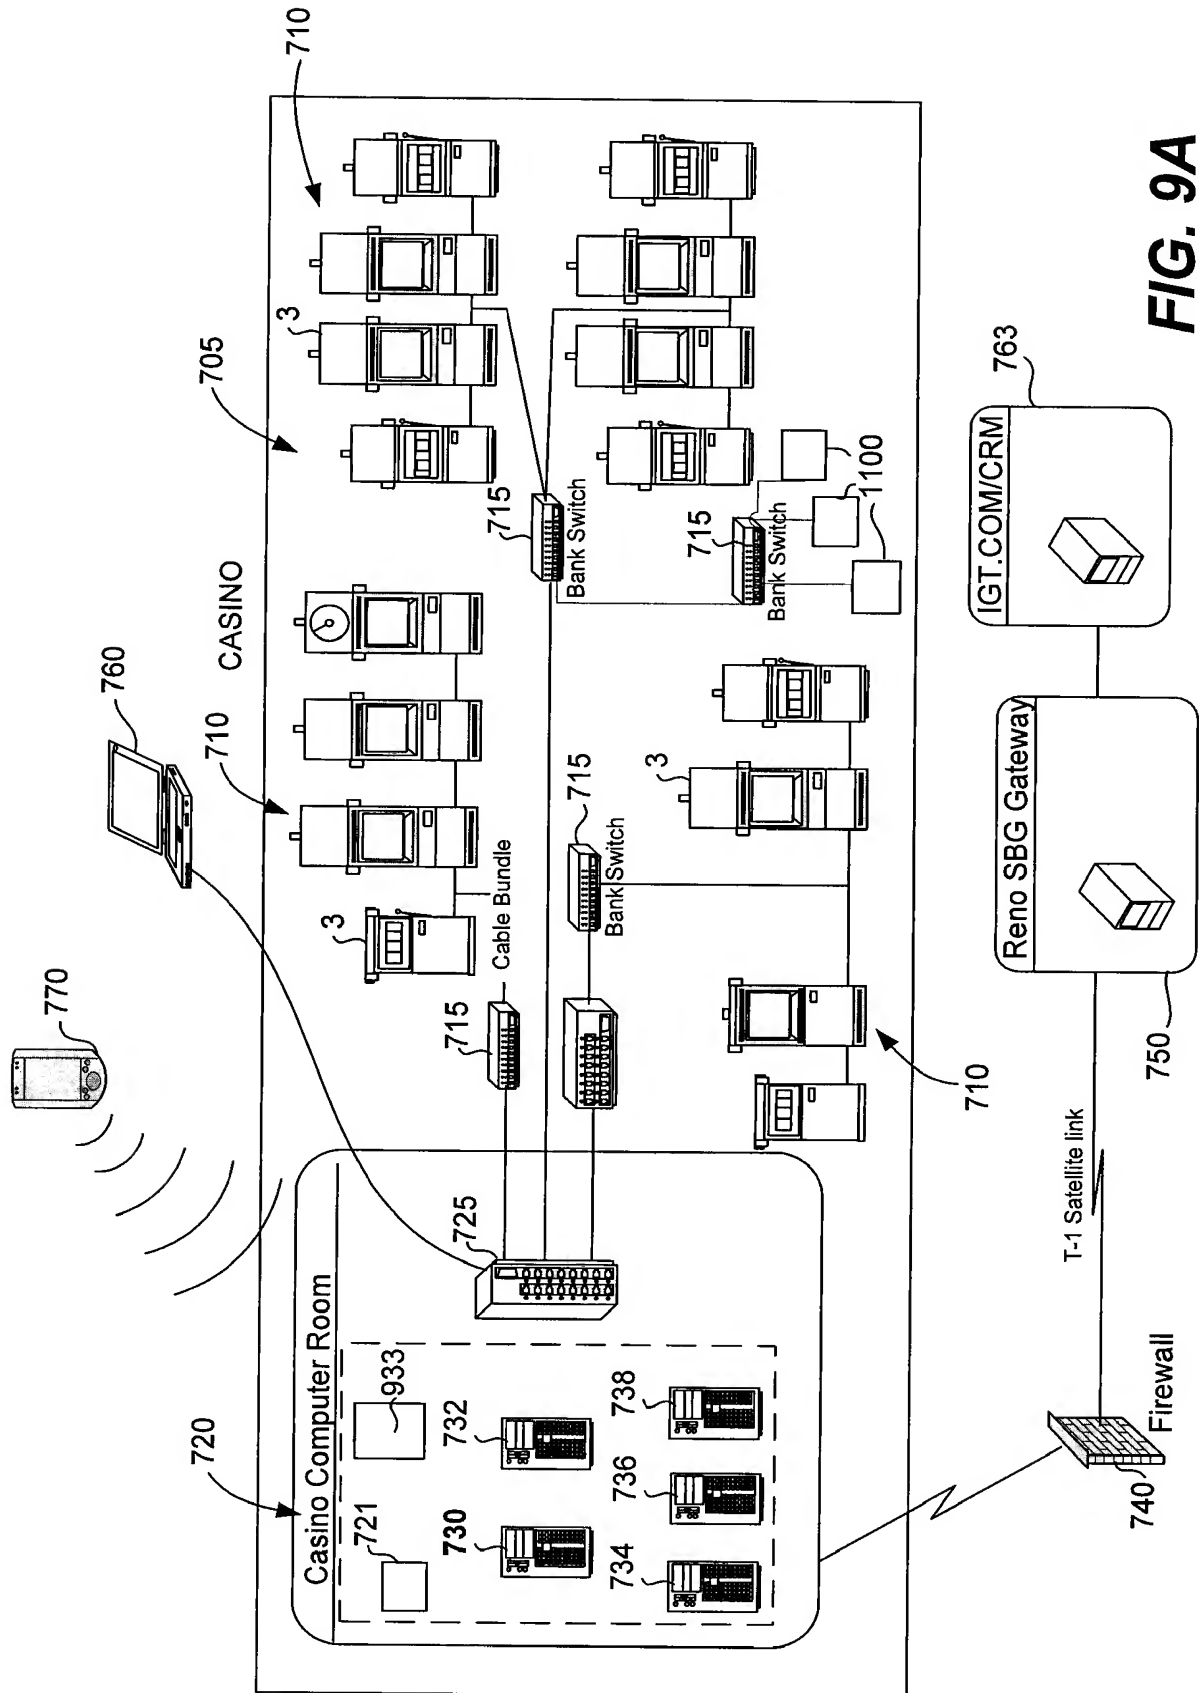 770
760
720
Casino Computer Room
721
933
730
732
734
736
738
725
CASINO
710
705
710
3
3
715
Cable Bundle
715
Bank Switch
715
Bank Switch
715
Bank Switch
1100
3
710
740
Firewall
T-1 Satellite link
750
Reno SBG Gateway
IGT.COM/CRM
763
FIG. 9A